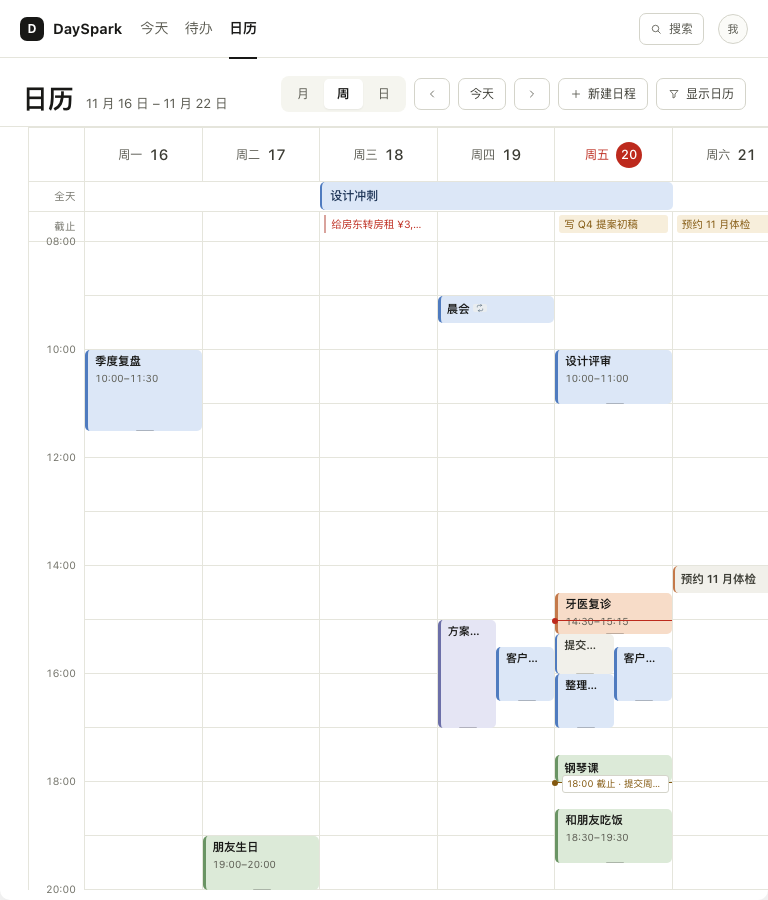 D DaySpark 今天 待办 日历 搜索 我
日历 11 月 16 日 – 11 月 22 日 月 周 日 今天 新建日程 显示日历
周一 16 周二 17 周三 18 周四 19 周五 20 周六 21
全天 设计冲刺
截止 给房东转房租 ¥3,... 写 Q4 提案初稿 预约 11 月体检
08:00
晨会
10:00
季度复盘 设计评审
10:00–11:30 10:00–11:00
12:00
14:00
预约 11 月体检
牙医复诊
14:30–15:15
方案... 提交...
客户... 客户...
16:00
整理...
钢琴课
18:00
18:00 截止 · 提交周...
和朋友吃饭
18:30–19:30
朋友生日
19:00–20:00
20:00